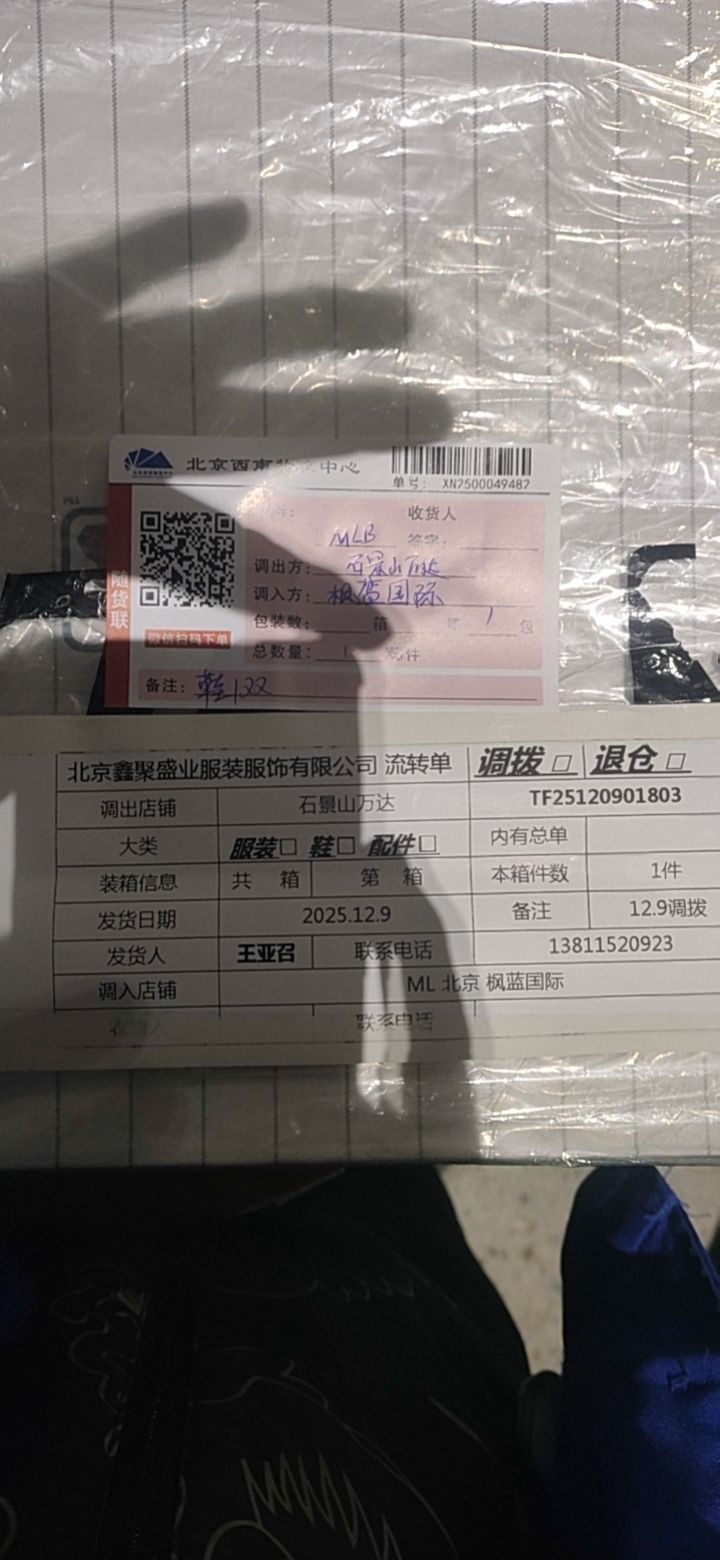 北京西南物流中心
单号: XN2500049482
收货人
MLB 签字:
调出方: 石景山万达
调入方: 枫蓝国际
包装数: 箱 1 包
总数量: 1 双/件
备注: 鞋1双
随货联
微信扫码下单
北京鑫聚盛业服装服饰有限公司 流转单 调拨□ 退仓□
调出店铺 石景山万达 TF25120901803
大类 服装□ 鞋□ 配件□ 内有总单
装箱信息 共 箱 第 箱 本箱件数 1件
发货日期 2025.12.9 备注 12.9调拨
发货人 王亚召 联系电话 13811520923
调入店铺 ML 北京 枫蓝国际
收货人 联系电话